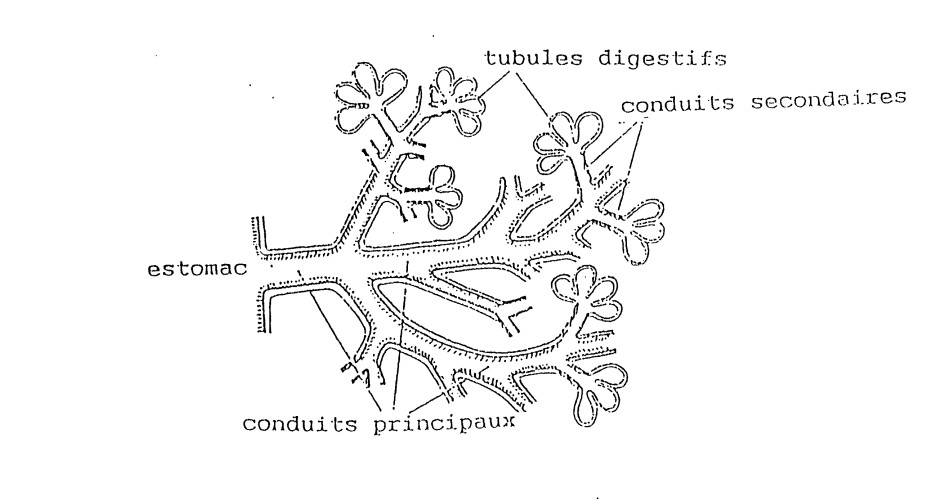 tubules digestifs
conduits secondaires
estomac
conduits principaux